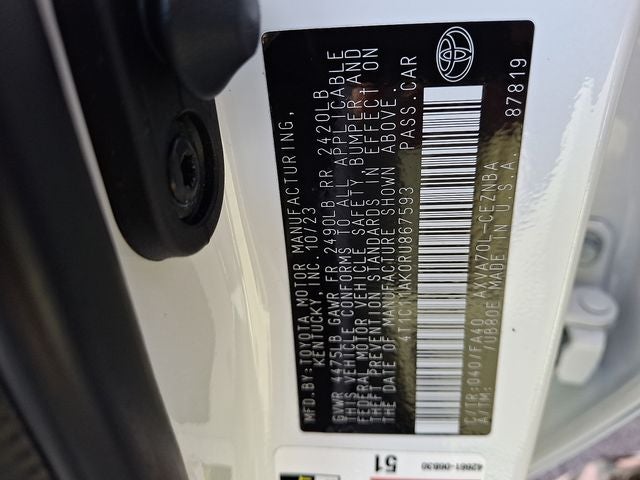 MFD. BY: TOYOTA MOTOR MANUFACTURING,
KENTUCKY, INC. 10/23
GVWR 4475LB GAWR FR 2490LB RR 2420LB
THIS VEHICLE CONFORMS TO ALL APPLICABLE
FEDERAL MOTOR VEHICLE SAFETY, BUMPER, AND
THEFT PREVENTION STANDARDS IN EFFECT ON
THE DATE OF MANUFACTURE SHOWN ABOVE.
4T1C11AK0RU867593 PASS.CAR
C/TR:040/FA40 AXVA70L-CEZNBA
A/TM: /UB80E MADE IN U.S.A.
87819
51